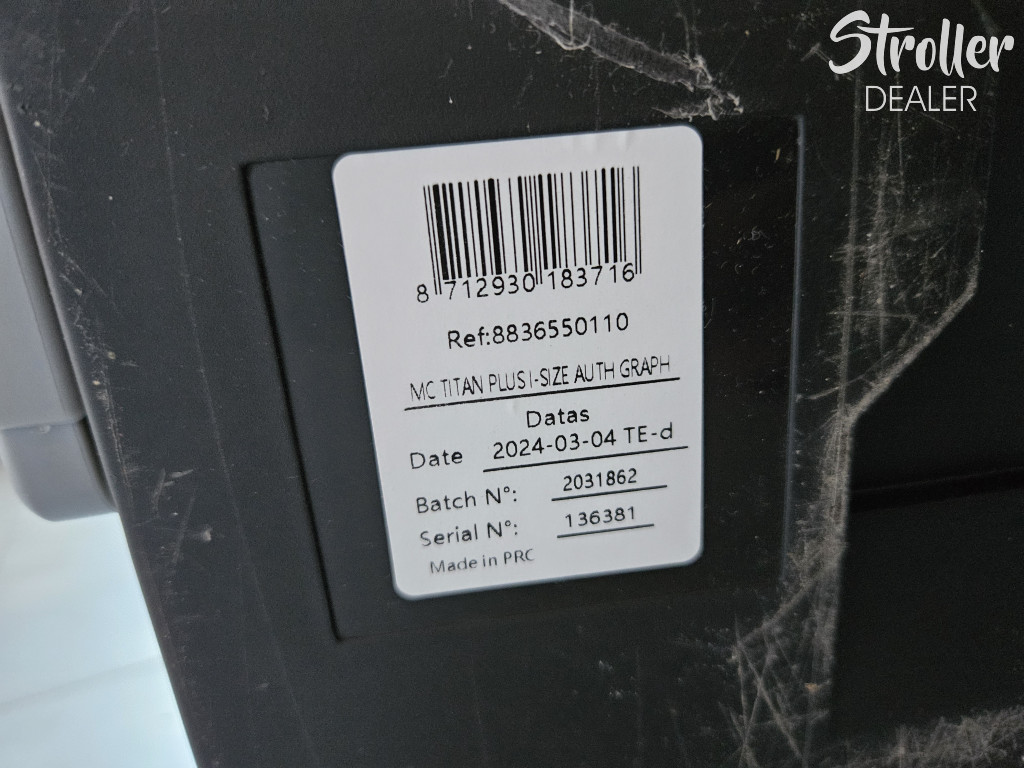 Stroller
DEALER
8 712930 183716
Ref:8836550110
MC TITAN PLUS I-SIZE AUTH GRAPH
Datas
Date 2024-03-04 TE-d
Batch N°: 2031862
Serial N°: 136381
Made in PRC